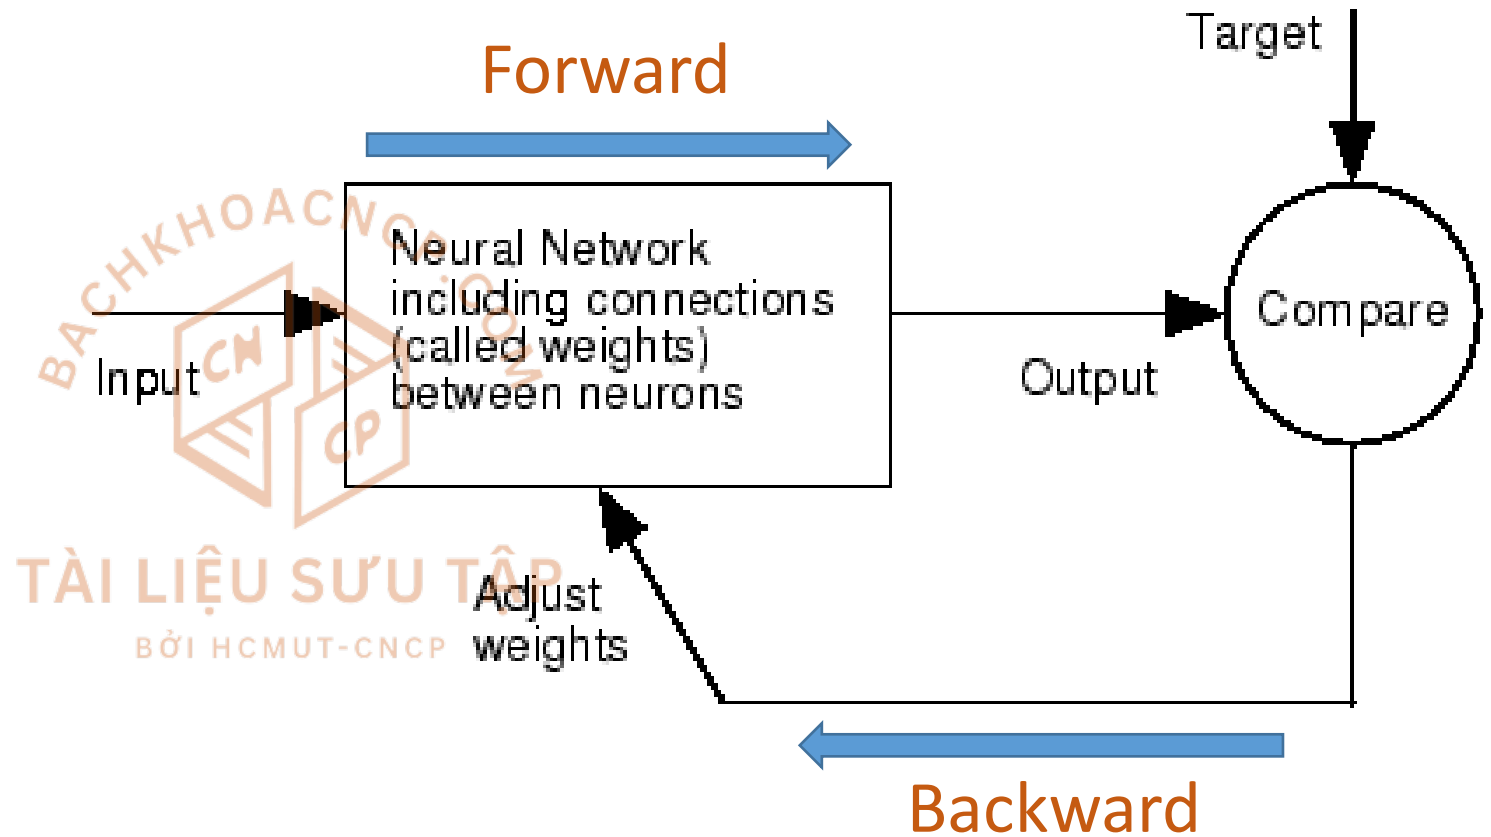 Target
Forward
Neural Network
including connections
(called weights)
between neurons
Compare
Input
Output
Adjust
weights
Backward
BACHKHOACNCP.COM
CN
CP
TÀI LIỆU SƯU TẬP
BỞI HCMUT-CNCP